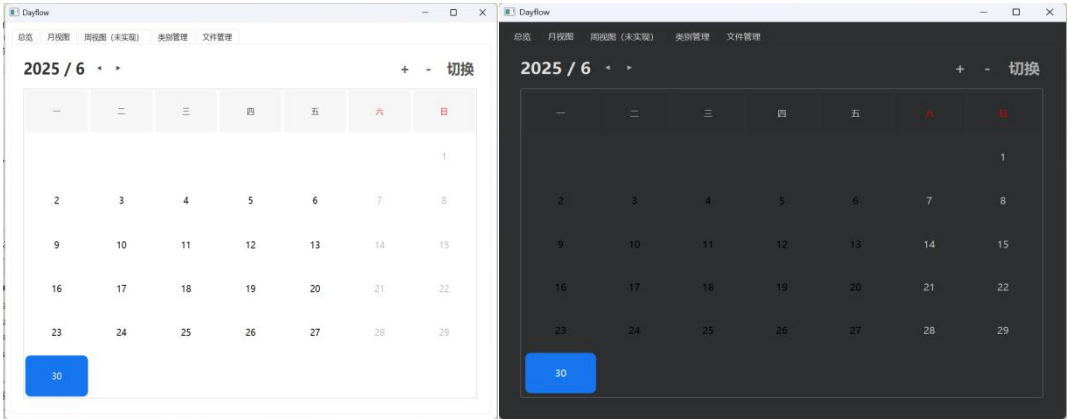 Dayflow
总览 月视图 周视图（未实现） 类别管理 文件管理
2025 / 6 ◂ ▸ + - 切换
一 二 三 四 五 六 日
1
2 3 4 5 6 7 8
9 10 11 12 13 14 15
16 17 18 19 20 21 22
23 24 25 26 27 28 29
30
Dayflow
总览 月视图 周视图（未实现） 类别管理 文件管理
2025 / 6 ◂ ▸ + - 切换
一 二 三 四 五 六 日
1
2 3 4 5 6 7 8
9 10 11 12 13 14 15
16 17 18 19 20 21 22
23 24 25 26 27 28 29
30